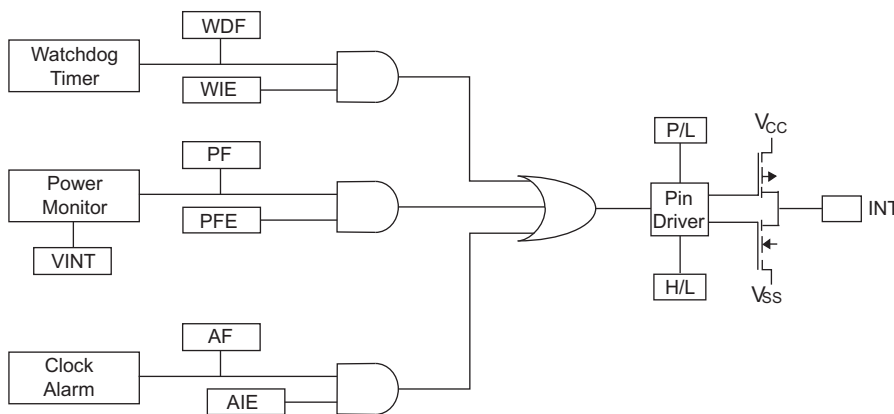 WDF
Watchdog
Timer
WIE
P/L
VCC
PF
Power
Monitor
PFE
VINT
Pin
Driver
INT
H/L
VSS
AF
Clock
Alarm
AIE